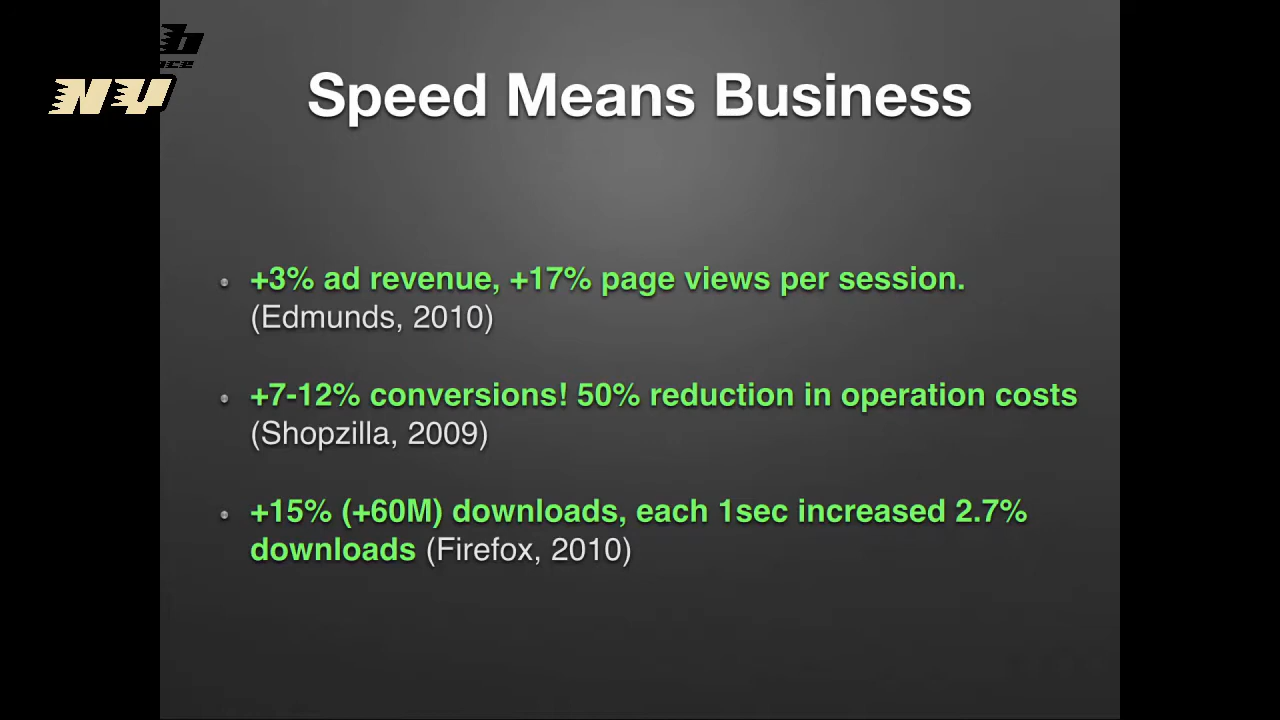 NY
Speed Means Business
+3% ad revenue, +17% page views per session.
(Edmunds, 2010)
+7-12% conversions! 50% reduction in operation costs
(Shopzilla, 2009)
+15% (+60M) downloads, each 1sec increased 2.7%
downloads (Firefox, 2010)